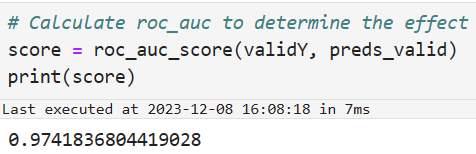 # Calculate roc_auc to determine the effect
score = roc_auc_score(validY, preds_valid)
print(score)
Last executed at 2023-12-08 16:08:18 in 7ms
0.9741836804419028